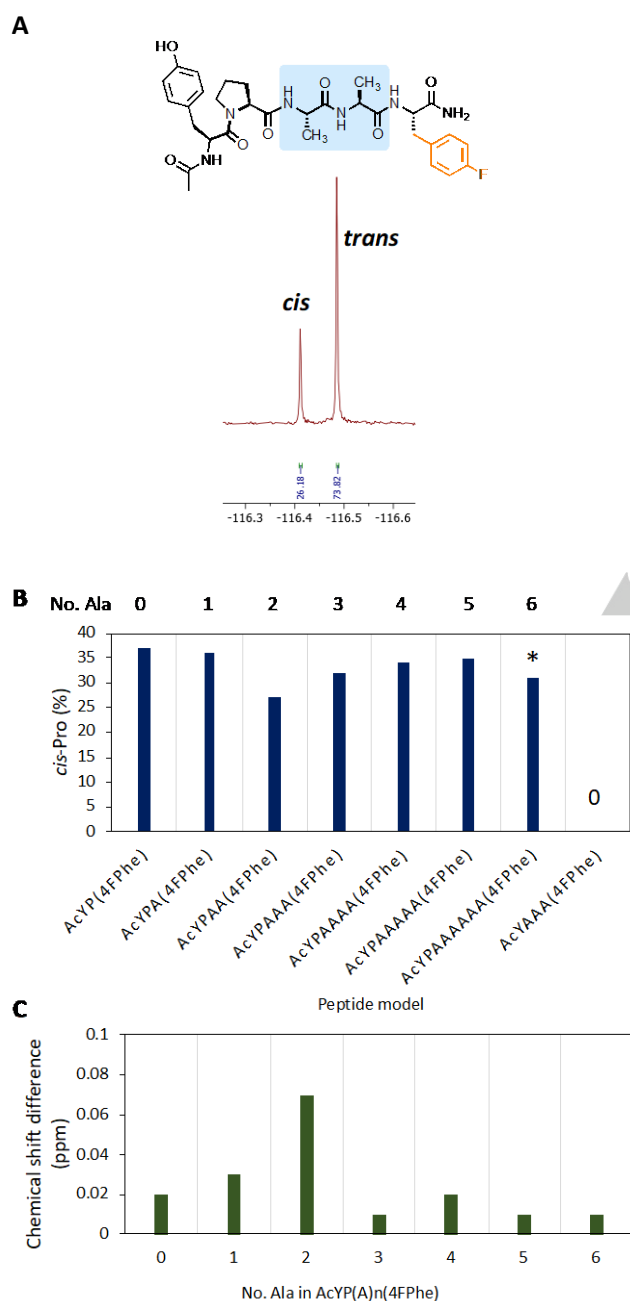 A
HO
CH₃
O
O
O
H
N
H
N
N
NH₂
N
H
O
O
CH₃
O
O
NH
F
trans
cis
26.18
73.82
-116.3 -116.4 -116.5 -116.6
B
No. Ala 0 1 2 3 4 5 6
40
35
30
25
20
15
10
5
0
cis-Pro (%)
*
0
AcYP(4FPhe)
AcYPA(4FPhe)
AcYPAA(4FPhe)
AcYPAAA(4FPhe)
AcYPAAAA(4FPhe)
AcYPAAAAA(4FPhe)
AcYPAAAAAA(4FPhe)
AcYAAA(4FPhe)
Peptide model
C
0.1
0.08
0.06
0.04
0.02
0
Chemical shift difference
(ppm)
0 1 2 3 4 5 6
No. Ala in AcYP(A)n(4FPhe)